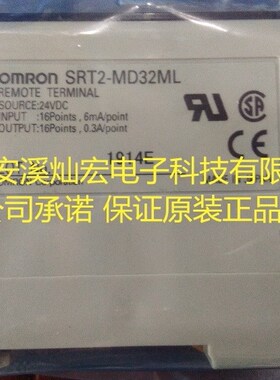 omron SRT2-MD32ML
REMOTE TERMINAL
SOURCE:24VDC
INPUT :16Points, 6mA/point
OUTPUT:16Points, 0.3A/point
安溪灿宏电子科技有限
1814E
公司承诺 保证原装正品